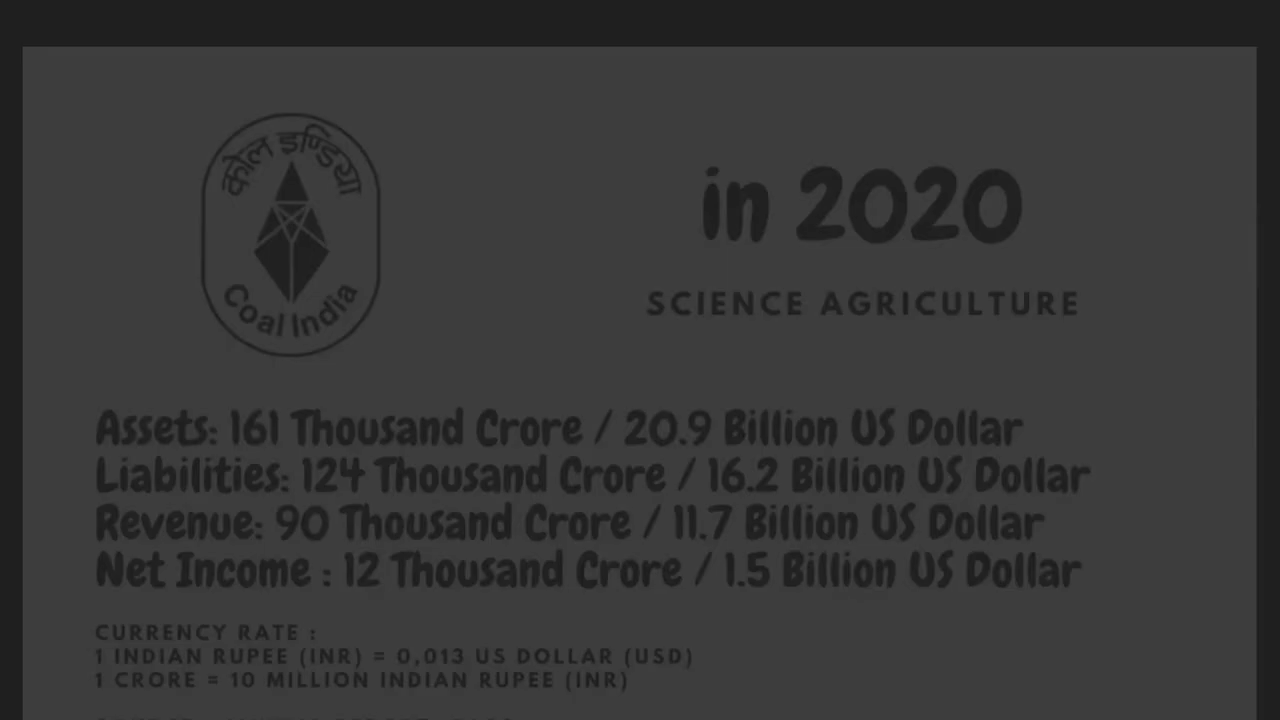 कोल इण्डिया
Coal India
in 2020
SCIENCE AGRICULTURE
Assets: 161 Thousand Crore / 20.9 Billion US Dollar
Liabilities: 124 Thousand Crore / 16.2 Billion US Dollar
Revenue: 90 Thousand Crore / 11.7 Billion US Dollar
Net Income : 12 Thousand Crore / 1.5 Billion US Dollar
CURRENCY RATE :
1 INDIAN RUPEE (INR) = 0,013 US DOLLAR (USD)
1 CRORE = 10 MILLION INDIAN RUPEE (INR)